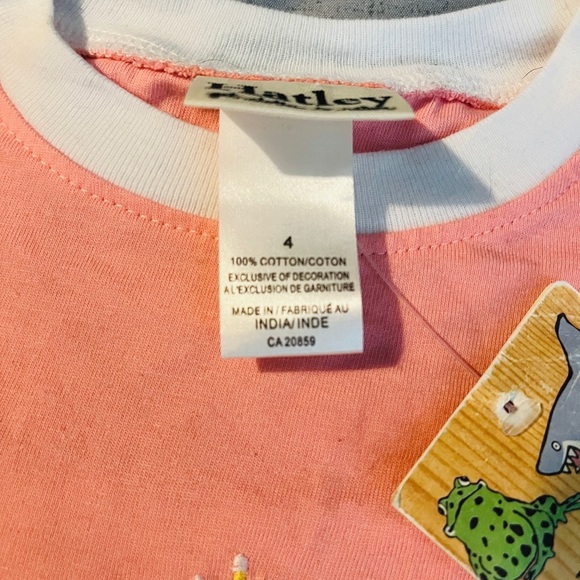 Hatley
4
100% COTTON/COTON
EXCLUSIVE OF DECORATION
A L'EXCLUSION DE GARNITURE
MADE IN / FABRIQUÉ AU
INDIA/INDE
CA 20859